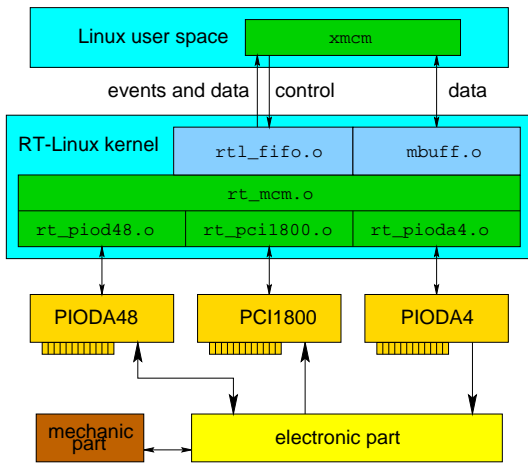 Linux user space
xmcm
events and data
control
data
RT-Linux kernel
rtl_fifo.o
mbuff.o
rt_mcm.o
rt_piod48.o
rt_pci1800.o
rt_pioda4.o
PIODA48
PCI1800
PIODA4
mechanic
part
electronic part